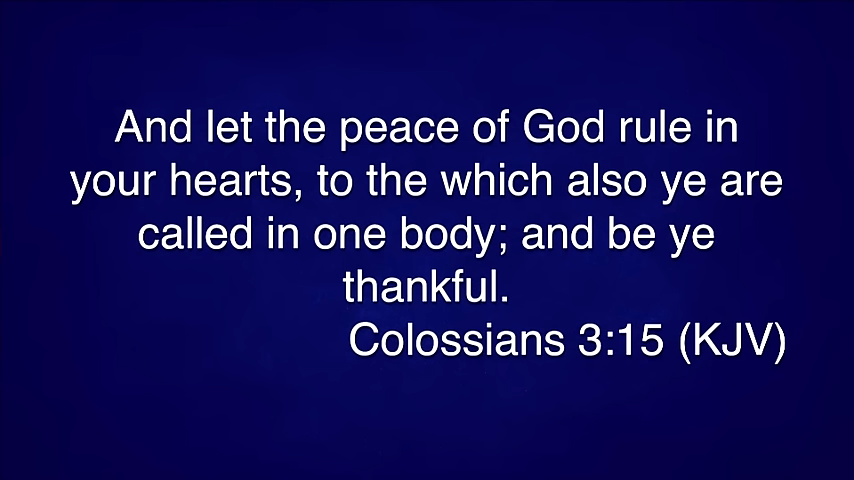 And let the peace of God rule in
your hearts, to the which also ye are
called in one body; and be ye
thankful.
Colossians 3:15 (KJV)